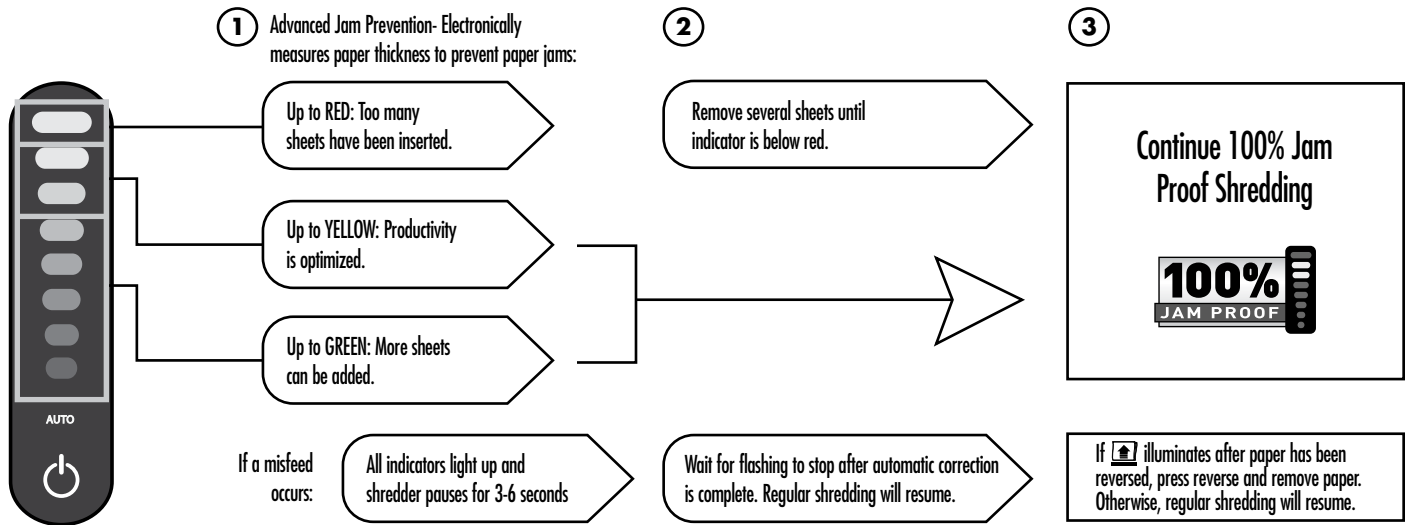 1
Advanced Jam Prevention- Electronically
measures paper thickness to prevent paper jams:
2
3
Up to RED: Too many
sheets have been inserted.
Remove several sheets until
indicator is below red.
Up to YELLOW: Productivity
is optimized.
Up to GREEN: More sheets
can be added.
Continue 100% Jam
Proof Shredding
100%
JAM PROOF
AUTO
If a misfeed
occurs:
All indicators light up and
shredder pauses for 3-6 seconds
Wait for flashing to stop after automatic correction
is complete. Regular shredding will resume.
If illuminates after paper has been
reversed, press reverse and remove paper.
Otherwise, regular shredding will resume.